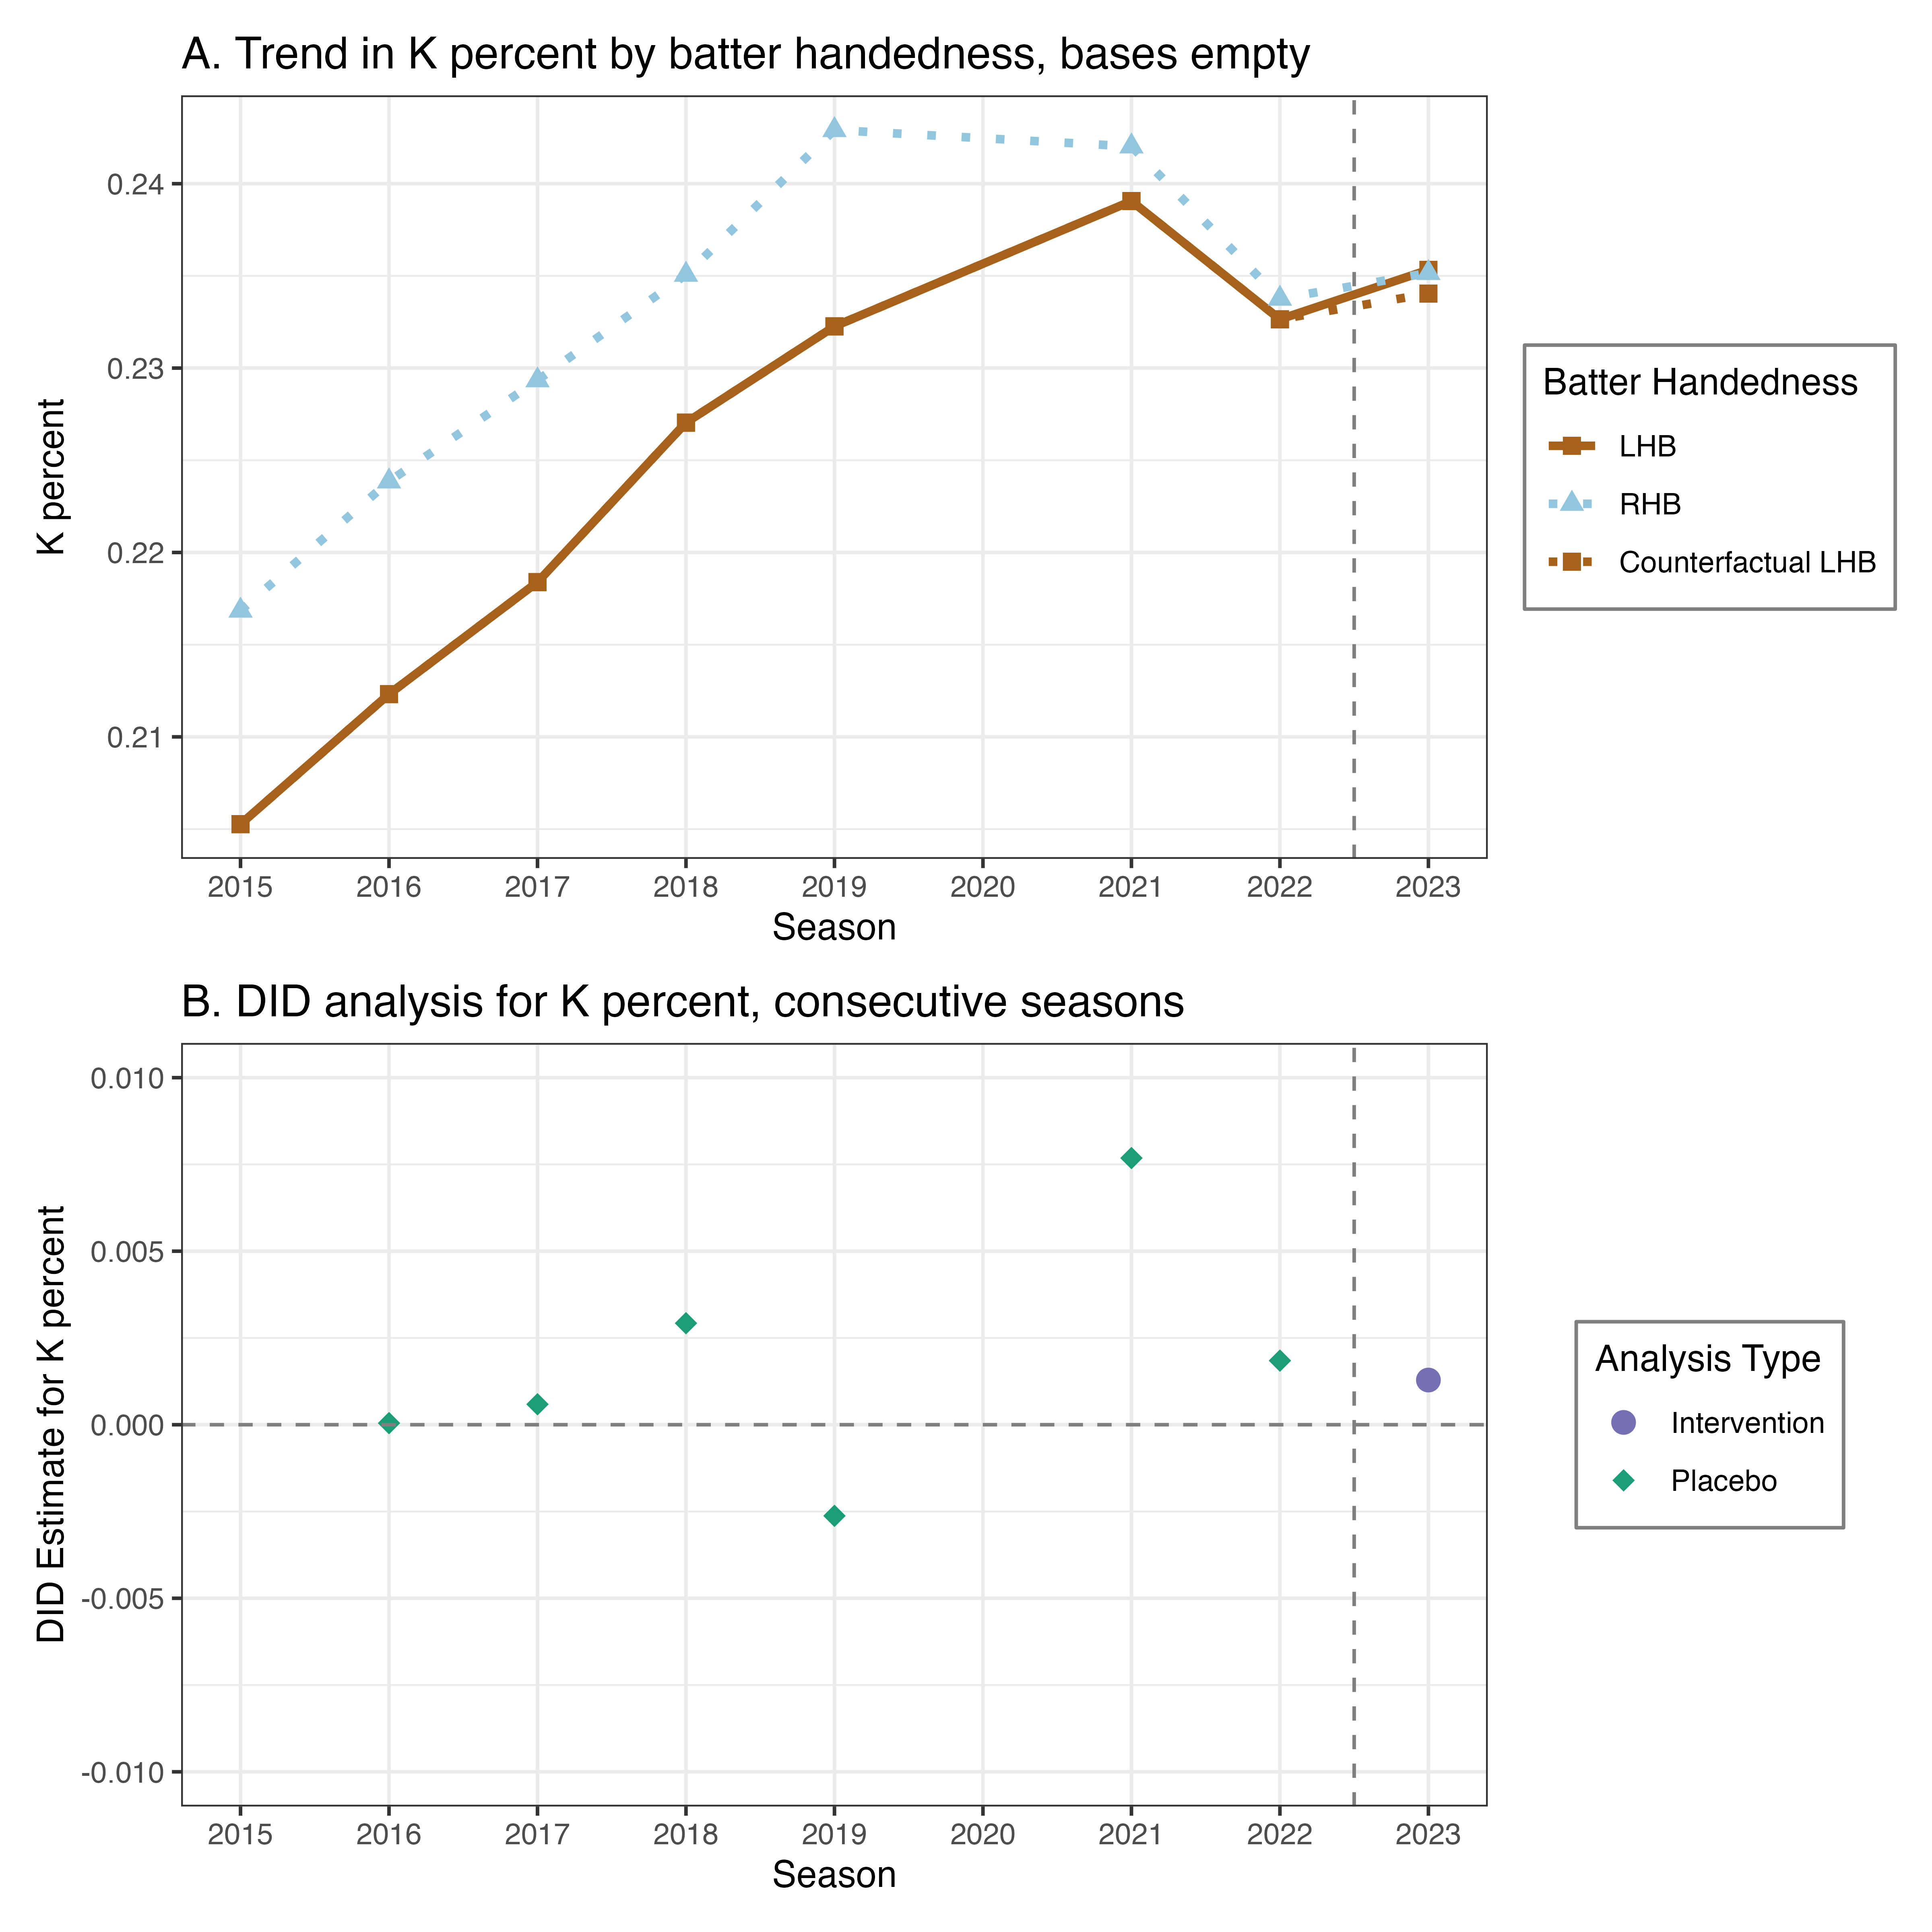 A. Trend in K percent by batter handedness, bases empty
K percent
0.24
0.23
0.22
0.21
2015 2016 2017 2018 2019 2020 2021 2022 2023
Season
Batter Handedness
LHB
RHB
Counterfactual LHB
B. DID analysis for K percent, consecutive seasons
DID Estimate for K percent
0.010
0.005
0.000
-0.005
-0.010
2015 2016 2017 2018 2019 2020 2021 2022 2023
Season
Analysis Type
Intervention
Placebo